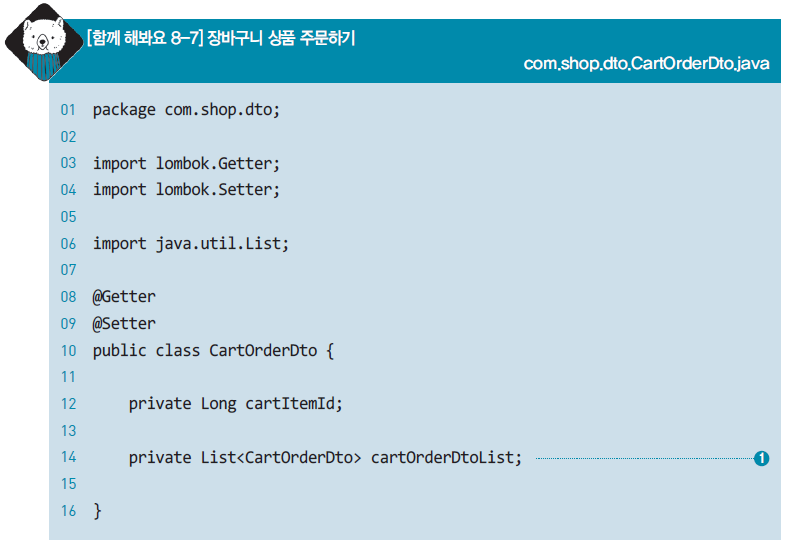 [함께 해봐요 8-7] 장바구니 상품 주문하기
com.shop.dto.CartOrderDto.java
01 package com.shop.dto;
02
03 import lombok.Getter;
04 import lombok.Setter;
05
06 import java.util.List;
07
08 @Getter
09 @Setter
10 public class CartOrderDto {
11
12 private Long cartItemId;
13
14 private List<CartOrderDto> cartOrderDtoList; 1
15
16 }